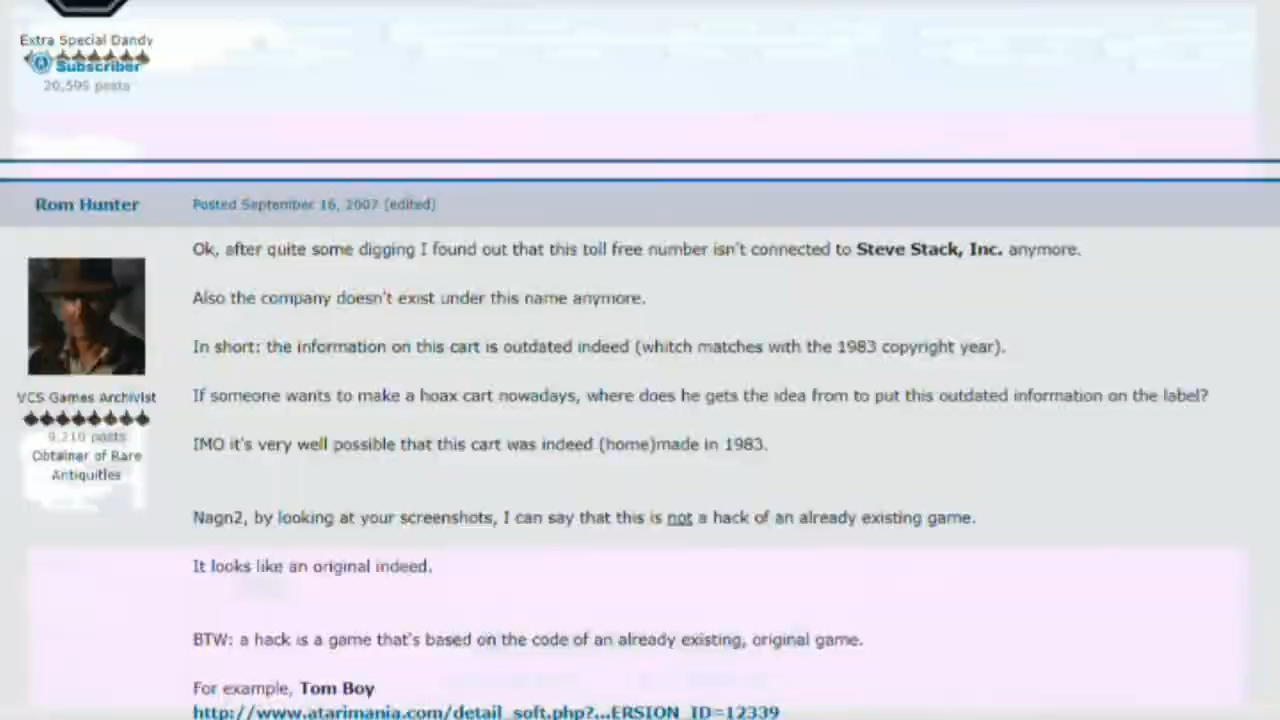 Extra Special Dandy
Subscriber
20,595 posts
Rom Hunter
Posted September 16, 2007 (edited)
Ok, after quite some digging I found out that this toll free number isn't connected to Steve Stack, Inc. anymore.
Also the company doesn't exist under this name anymore.
In short: the information on this cart is outdated indeed (whitch matches with the 1983 copyright year).
If someone wants to make a hoax cart nowadays, where does he gets the idea from to put this outdated information on the label?
VCS Games Archivist
9,210 posts
IMO it's very well possible that this cart was indeed (home)made in 1983.
Obtainer of Rare
Antiquities
Nagn2, by looking at your screenshots, I can say that this is not a hack of an already existing game.
It looks like an original indeed.
BTW: a hack is a game that's based on the code of an already existing, original game.
For example, Tom Boy
http://www.atarimania.com/detail_soft.php?...ERSION_ID=12339